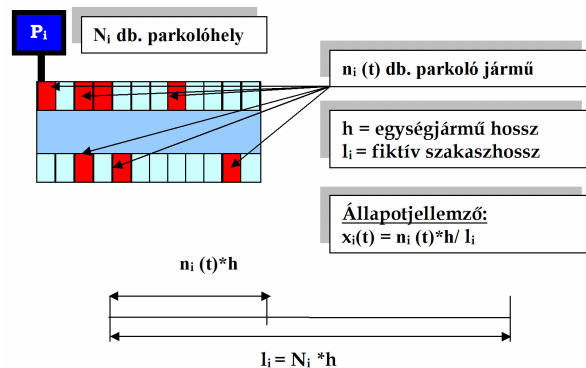 Pᵢ
Nᵢ db. parkolóhely
nᵢ (t) db. parkoló jármű
h = egységjármű hossz
lᵢ = fiktív szakaszhossz
Állapotjellemző:
xᵢ(t) = nᵢ (t)*h/ lᵢ
nᵢ (t)*h
lᵢ = Nᵢ *h